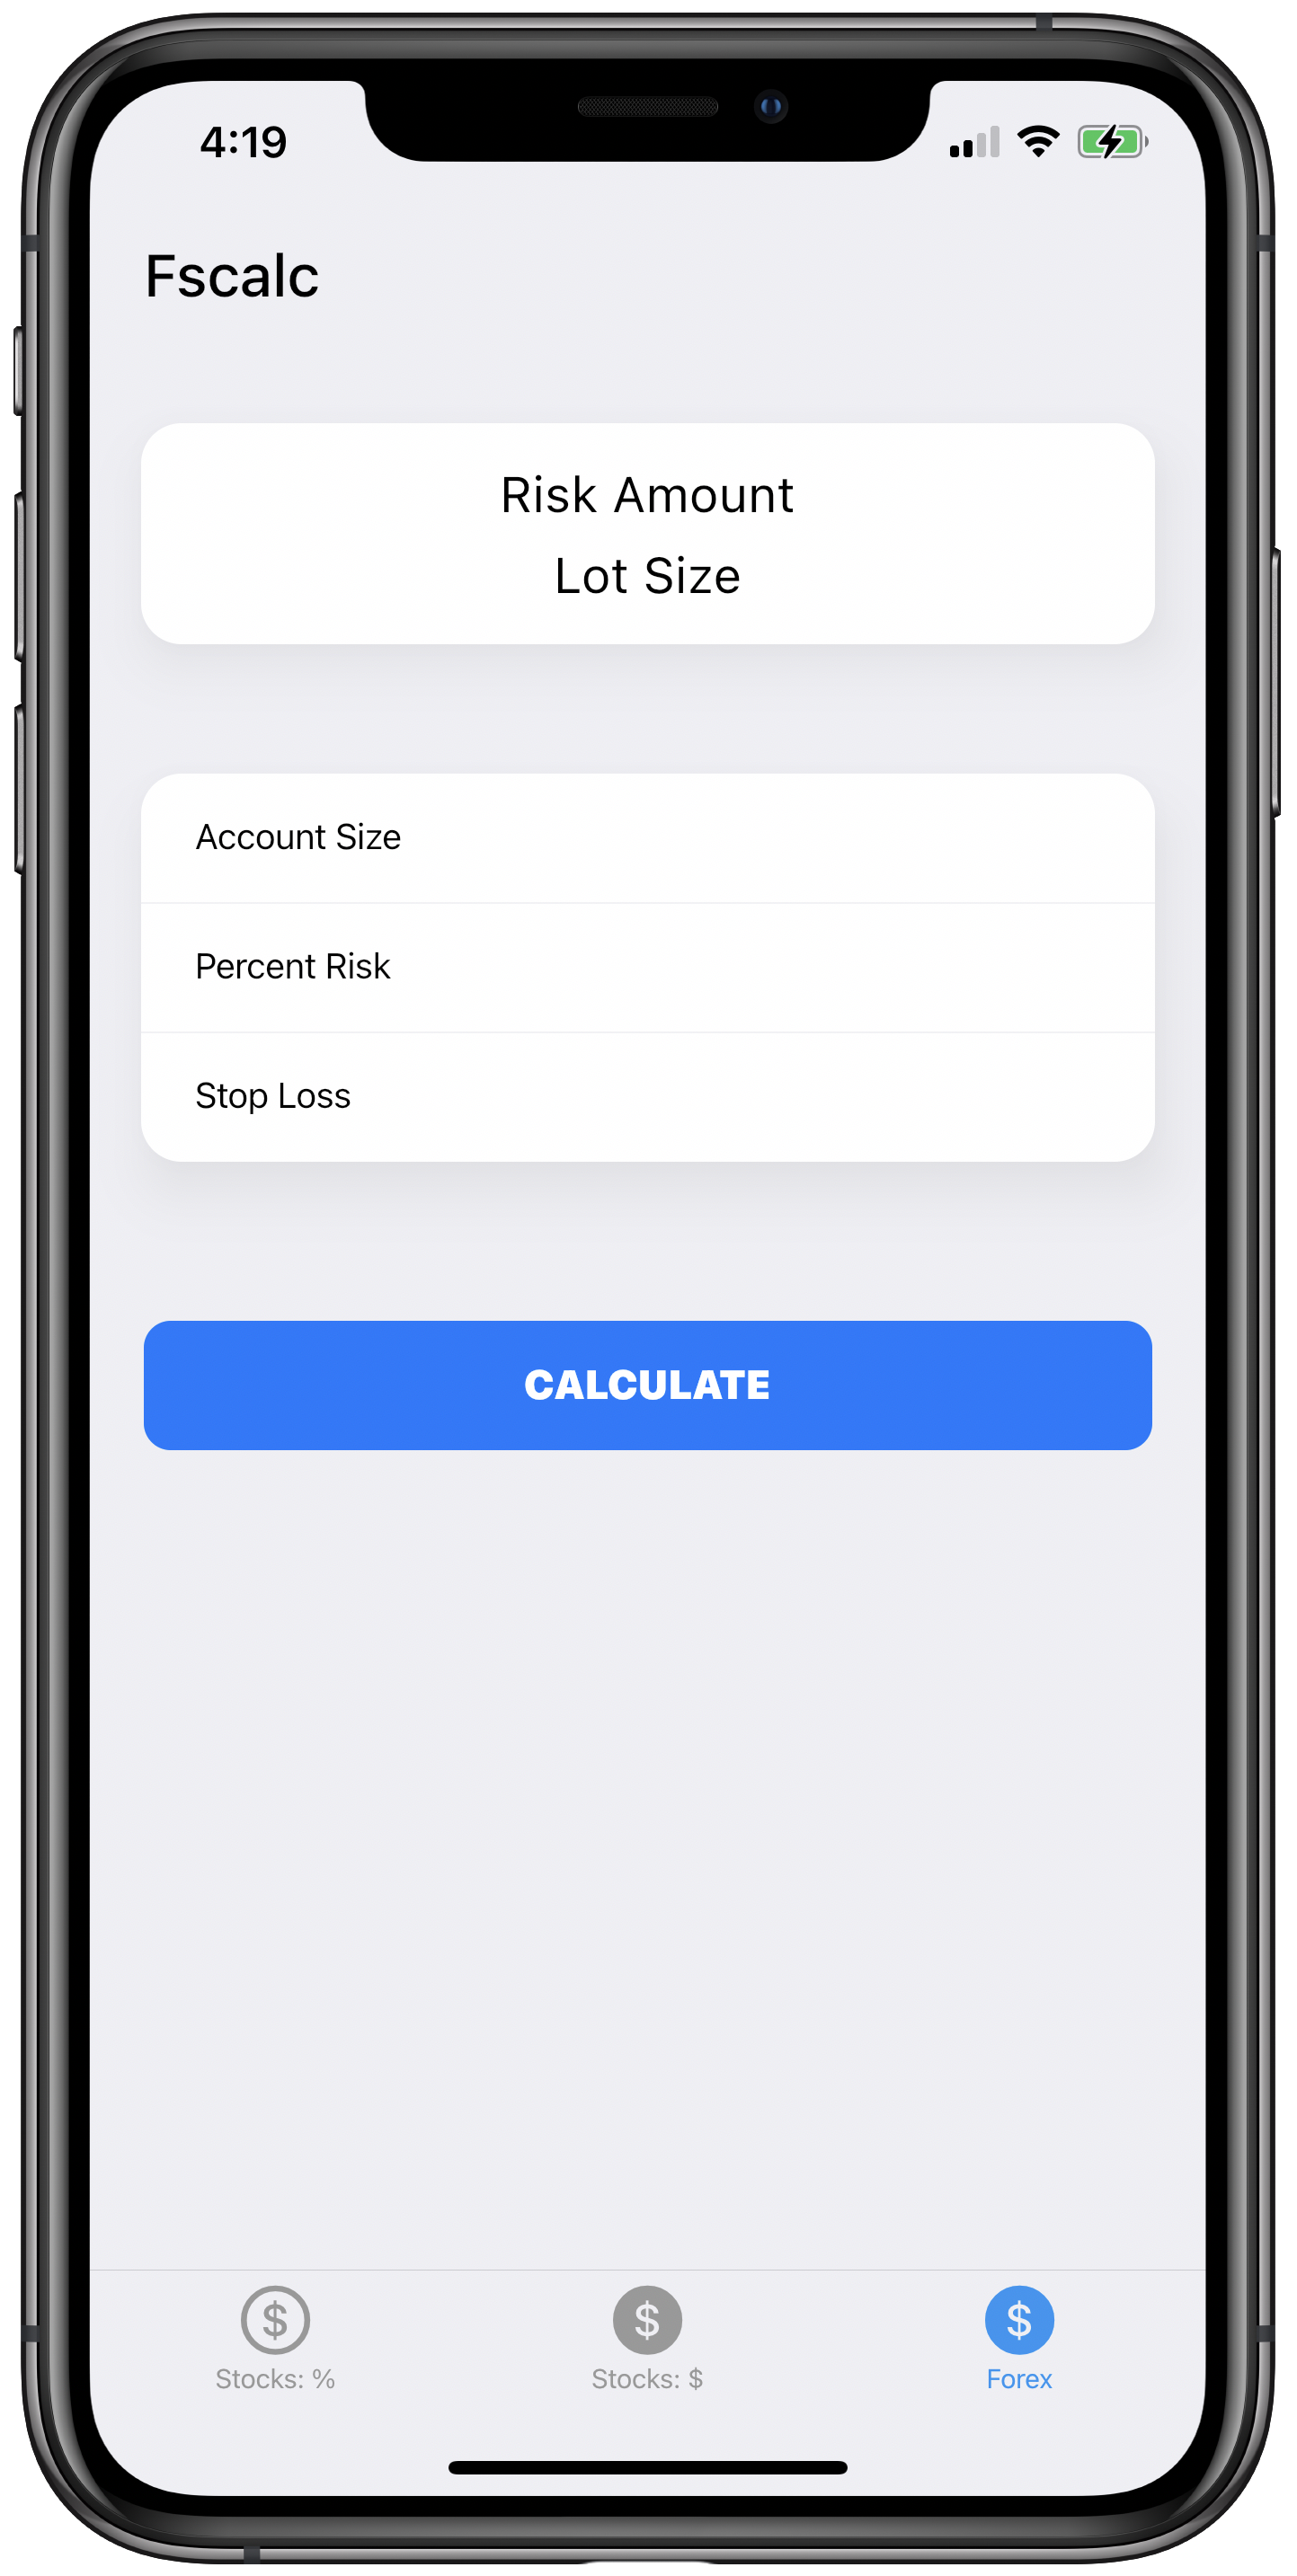 4:19
Fscalc
Risk Amount
Lot Size
Account Size
Percent Risk
Stop Loss
CALCULATE
$ $ $
Stocks: % Stocks: $ Forex